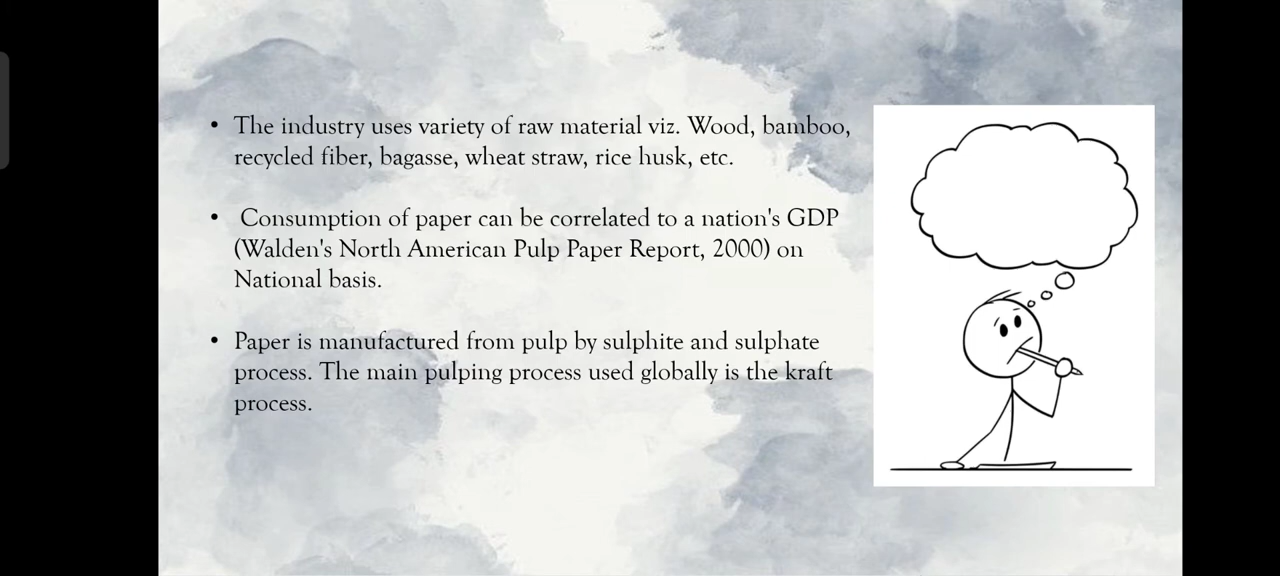 • The industry uses variety of raw material viz. Wood, bamboo,
recycled fiber, bagasse, wheat straw, rice husk, etc.
• Consumption of paper can be correlated to a nation's GDP
(Walden's North American Pulp Paper Report, 2000) on
National basis.
• Paper is manufactured from pulp by sulphite and sulphate
process. The main pulping process used globally is the kraft
process.